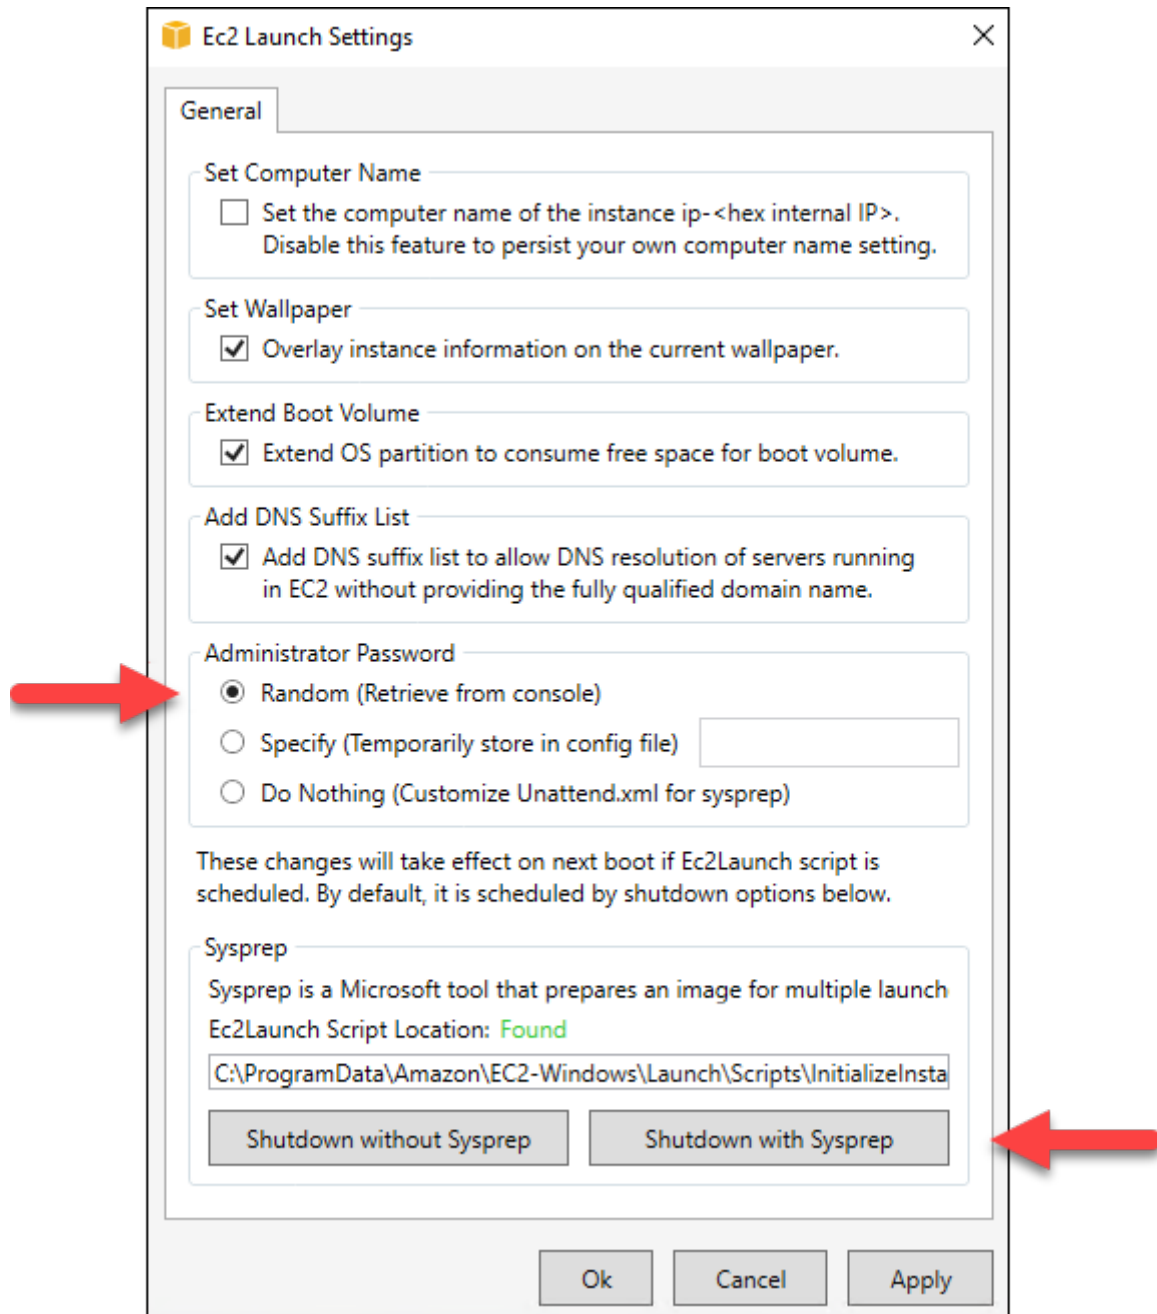 Ec2 Launch Settings
General
Set Computer Name
Set the computer name of the instance ip-<hex internal IP>.
Disable this feature to persist your own computer name setting.
Set Wallpaper
Overlay instance information on the current wallpaper.
Extend Boot Volume
Extend OS partition to consume free space for boot volume.
Add DNS Suffix List
Add DNS suffix list to allow DNS resolution of servers running
in EC2 without providing the fully qualified domain name.
Administrator Password
Random (Retrieve from console)
Specify (Temporarily store in config file)
Do Nothing (Customize Unattend.xml for sysprep)
These changes will take effect on next boot if Ec2Launch script is
scheduled. By default, it is scheduled by shutdown options below.
Sysprep
Sysprep is a Microsoft tool that prepares an image for multiple launch
Ec2Launch Script Location: Found
C:\ProgramData\Amazon\EC2-Windows\Launch\Scripts\InitializeInsta
Shutdown without Sysprep
Shutdown with Sysprep
Ok
Cancel
Apply